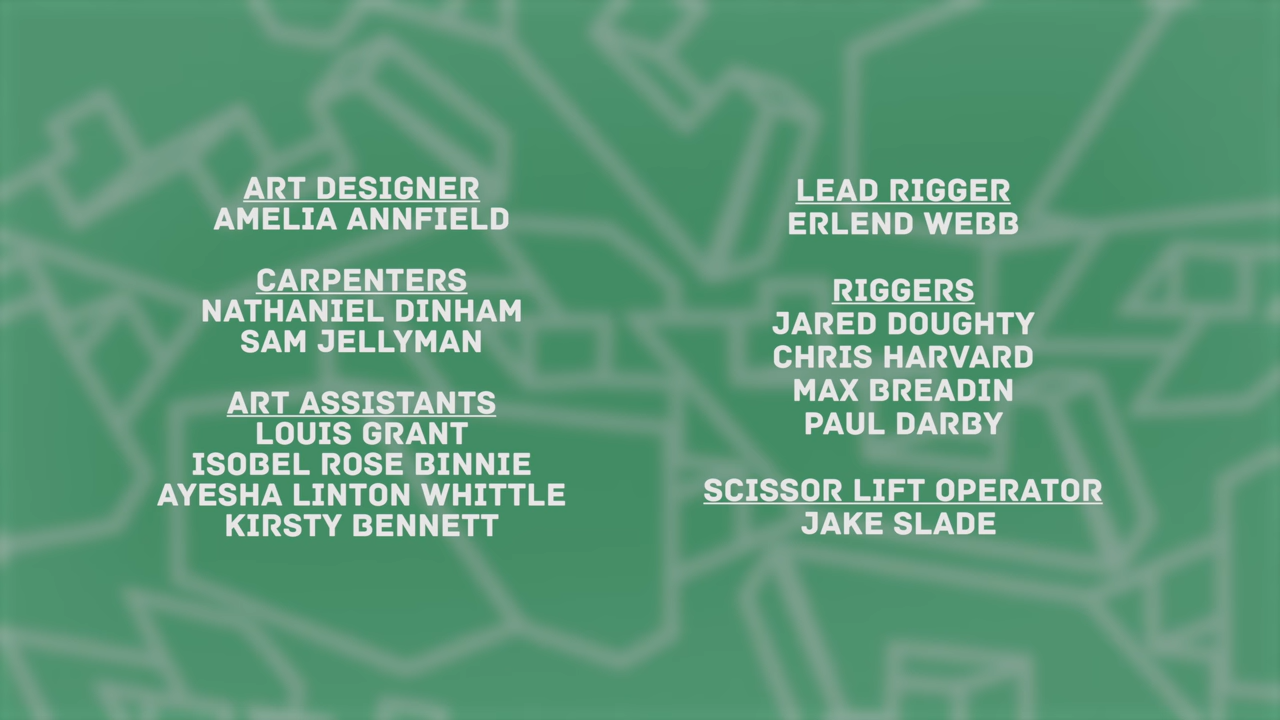 ART DESIGNER
AMELIA ANNFIELD
CARPENTERS
NATHANIEL DINHAM
SAM JELLYMAN
ART ASSISTANTS
LOUIS GRANT
ISOBEL ROSE BINNIE
AYESHA LINTON WHITTLE
KIRSTY BENNETT
LEAD RIGGER
ERLEND WEBB
RIGGERS
JARED DOUGHTY
CHRIS HARVARD
MAX BREADIN
PAUL DARBY
SCISSOR LIFT OPERATOR
JAKE SLADE